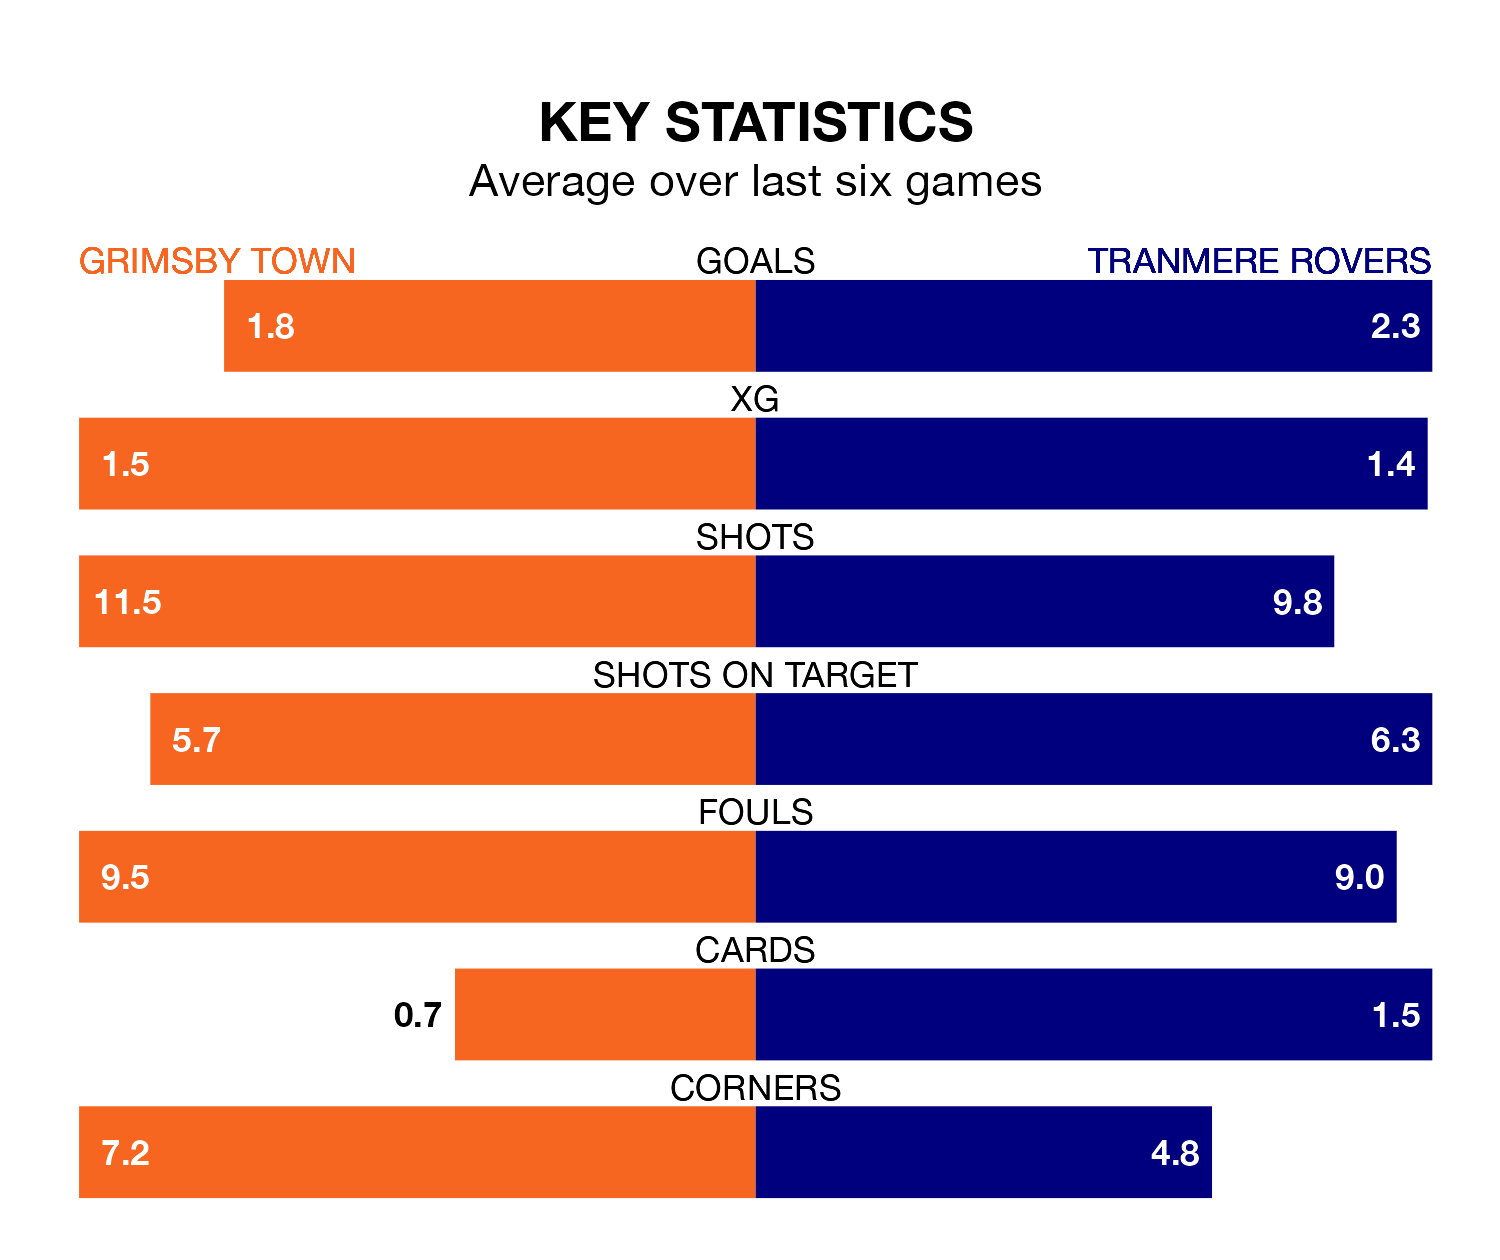 KEY STATISTICS
Average over last six games
GRIMSBY TOWN GOALS TRANMERE ROVERS
1.8 2.3
XG
1.5 1.4
SHOTS
11.5 9.8
SHOTS ON TARGET
5.7 6.3
FOULS
9.5 9.0
CARDS
0.7 1.5
CORNERS
7.2 4.8